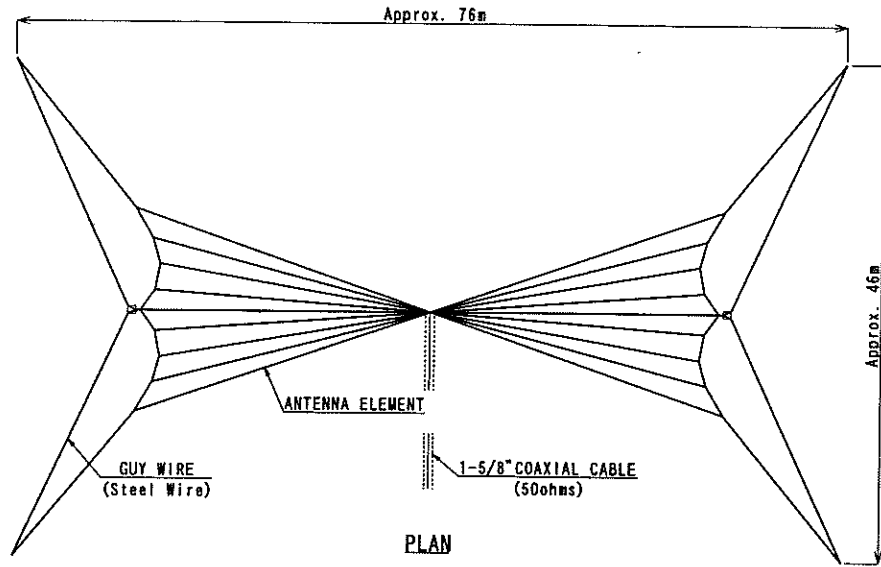 Approx. 76m
Approx. 46m
ANTENNA ELEMENT
GUY WIRE
(Steel Wire)
1-5/8" COAXIAL CABLE
(50ohms)
PLAN